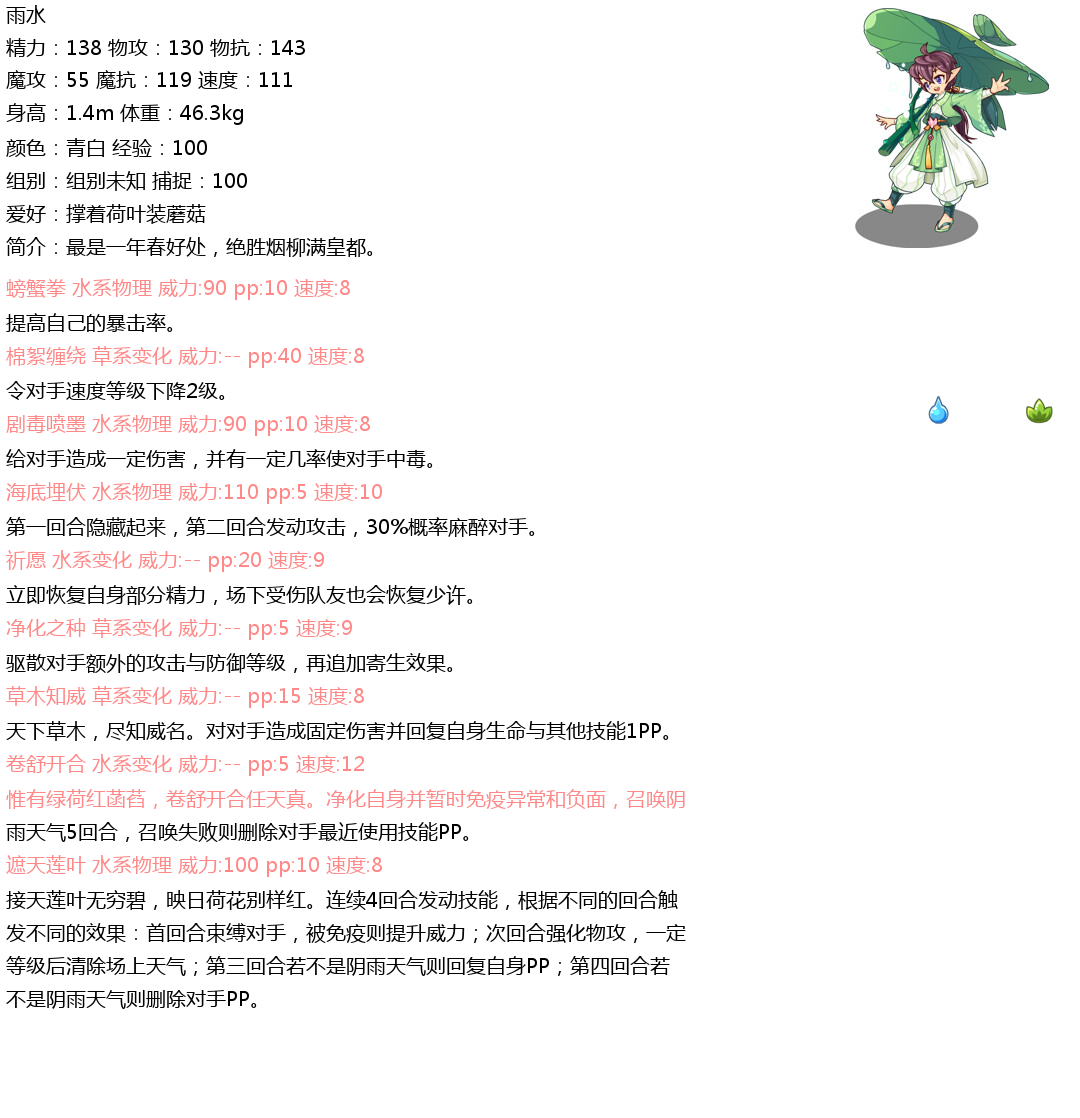 雨水
精力：138 物攻：130 物抗：143
魔攻：55 魔抗：119 速度：111
身高：1.4m 体重：46.3kg
颜色：青白 经验：100
组别：组别未知 捕捉：100
爱好：撑着荷叶装蘑菇
简介：最是一年春好处，绝胜烟柳满皇都。
螃蟹拳 水系物理 威力:90 pp:10 速度:8
提高自己的暴击率。
棉絮缠绕 草系变化 威力:-- pp:40 速度:8
令对手速度等级下降2级。
剧毒喷墨 水系物理 威力:90 pp:10 速度:8
给对手造成一定伤害，并有一定几率使对手中毒。
海底埋伏 水系物理 威力:110 pp:5 速度:10
第一回合隐藏起来，第二回合发动攻击，30%概率麻醉对手。
祈愿 水系变化 威力:-- pp:20 速度:9
立即恢复自身部分精力，场下受伤队友也会恢复少许。
净化之种 草系变化 威力:-- pp:5 速度:9
驱散对手额外的攻击与防御等级，再追加寄生效果。
草木知威 草系变化 威力:-- pp:15 速度:8
天下草木，尽知威名。对对手造成固定伤害并回复自身生命与其他技能1PP。
卷舒开合 水系变化 威力:-- pp:5 速度:12
惟有绿荷红菡萏，卷舒开合任天真。净化自身并暂时免疫异常和负面，召唤阴
雨天气5回合，召唤失败则删除对手最近使用技能PP。
遮天莲叶 水系物理 威力:100 pp:10 速度:8
接天莲叶无穷碧，映日荷花别样红。连续4回合发动技能，根据不同的回合触
发不同的效果：首回合束缚对手，被免疫则提升威力；次回合强化物攻，一定
等级后清除场上天气；第三回合若不是阴雨天气则回复自身PP；第四回合若
不是阴雨天气则删除对手PP。